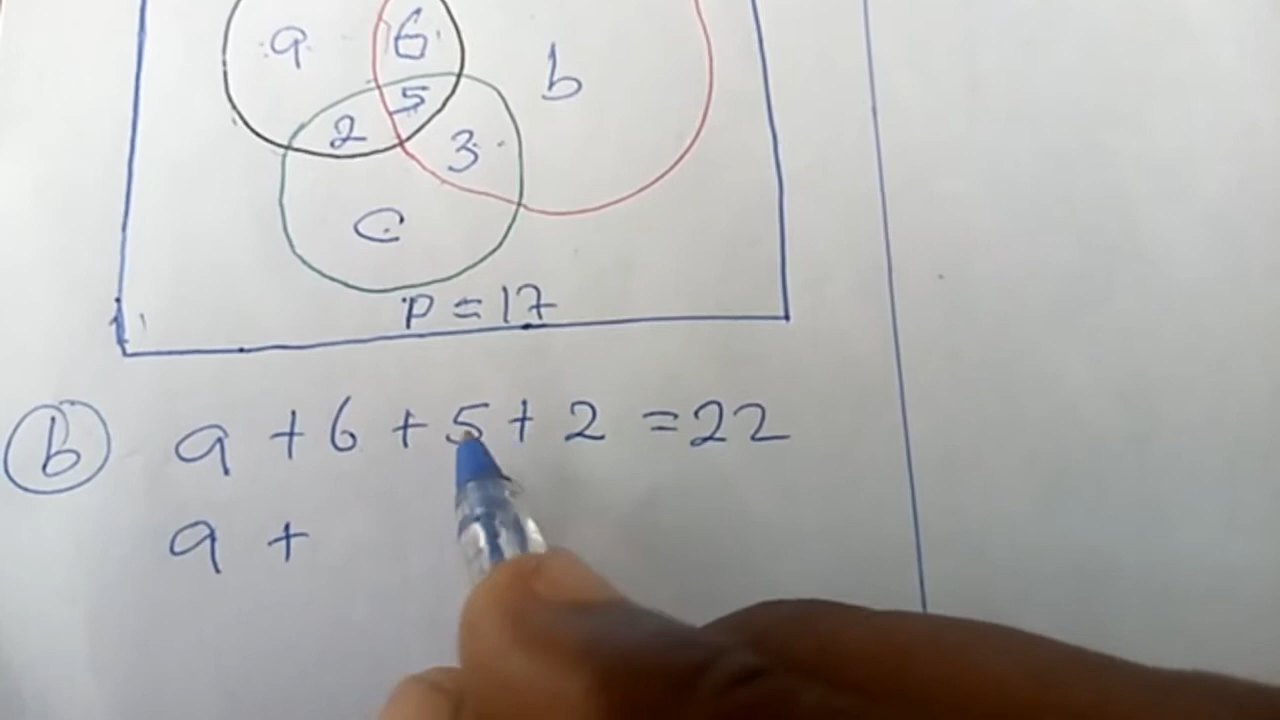 a 6 b
5
2 3
C
P = 17
b a + 6 + 5 + 2 = 22
a +